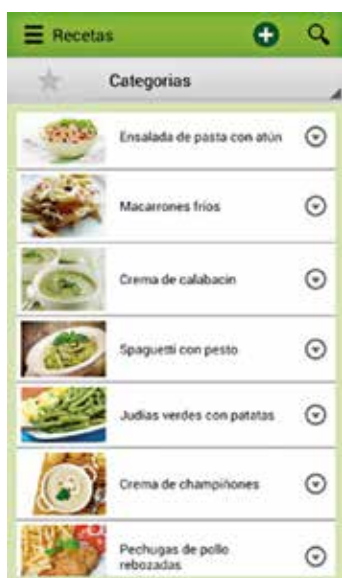 Recetas
Categorias
Ensalada de pasta con atún
Macarrones fríos
Crema de calabacin
Spaguetti con pesto
Judias verdes con patatas
Crema de champiñones
Pechugas de pollo
rebozadas